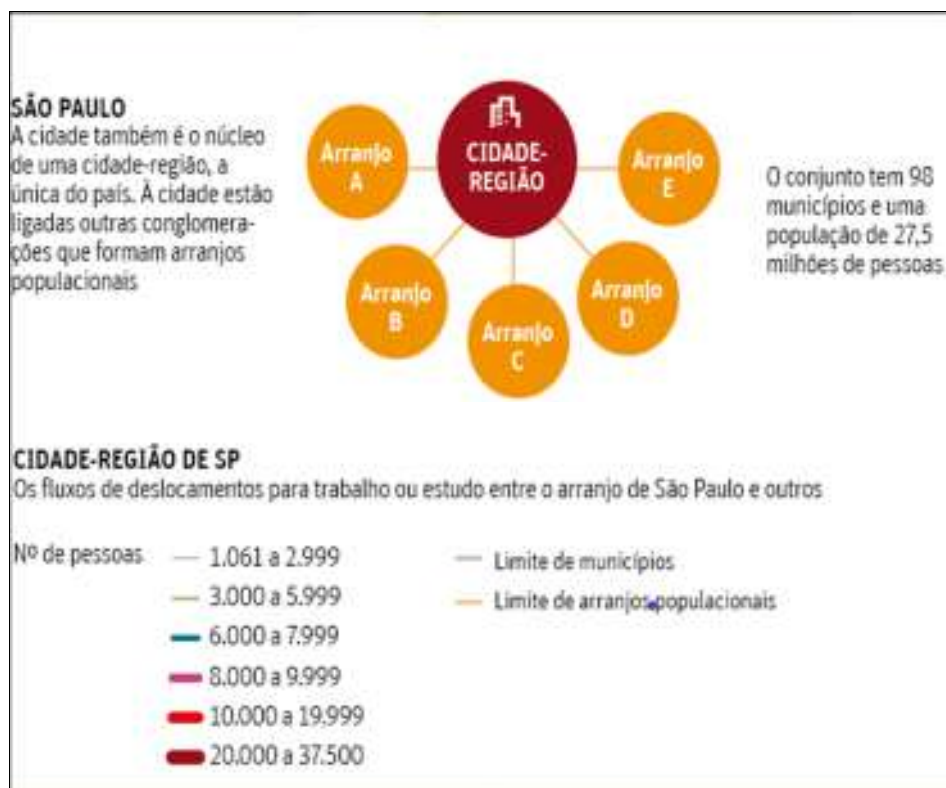 SÃO PAULO
A cidade também é o núcleo
de uma cidade-região, a
única do país. À cidade estão
ligadas outras conglomera-
ções que formam arranjos
populacionais
Arranjo
A
CIDADE-
REGIÃO
Arranjo
E
Arranjo
B
Arranjo
C
Arranjo
D
O conjunto tem 98
municípios e uma
população de 27,5
milhões de pessoas
CIDADE-REGIÃO DE SP
Os fluxos de deslocamentos para trabalho ou estudo entre o arranjo de São Paulo e outros
Nº de pessoas
1.061 a 2.999
3.000 a 5.999
6.000 a 7.999
8.000 a 9.999
10.000 a 19.999
20.000 a 37.500
Limite de municípios
Limite de arranjos populacionais